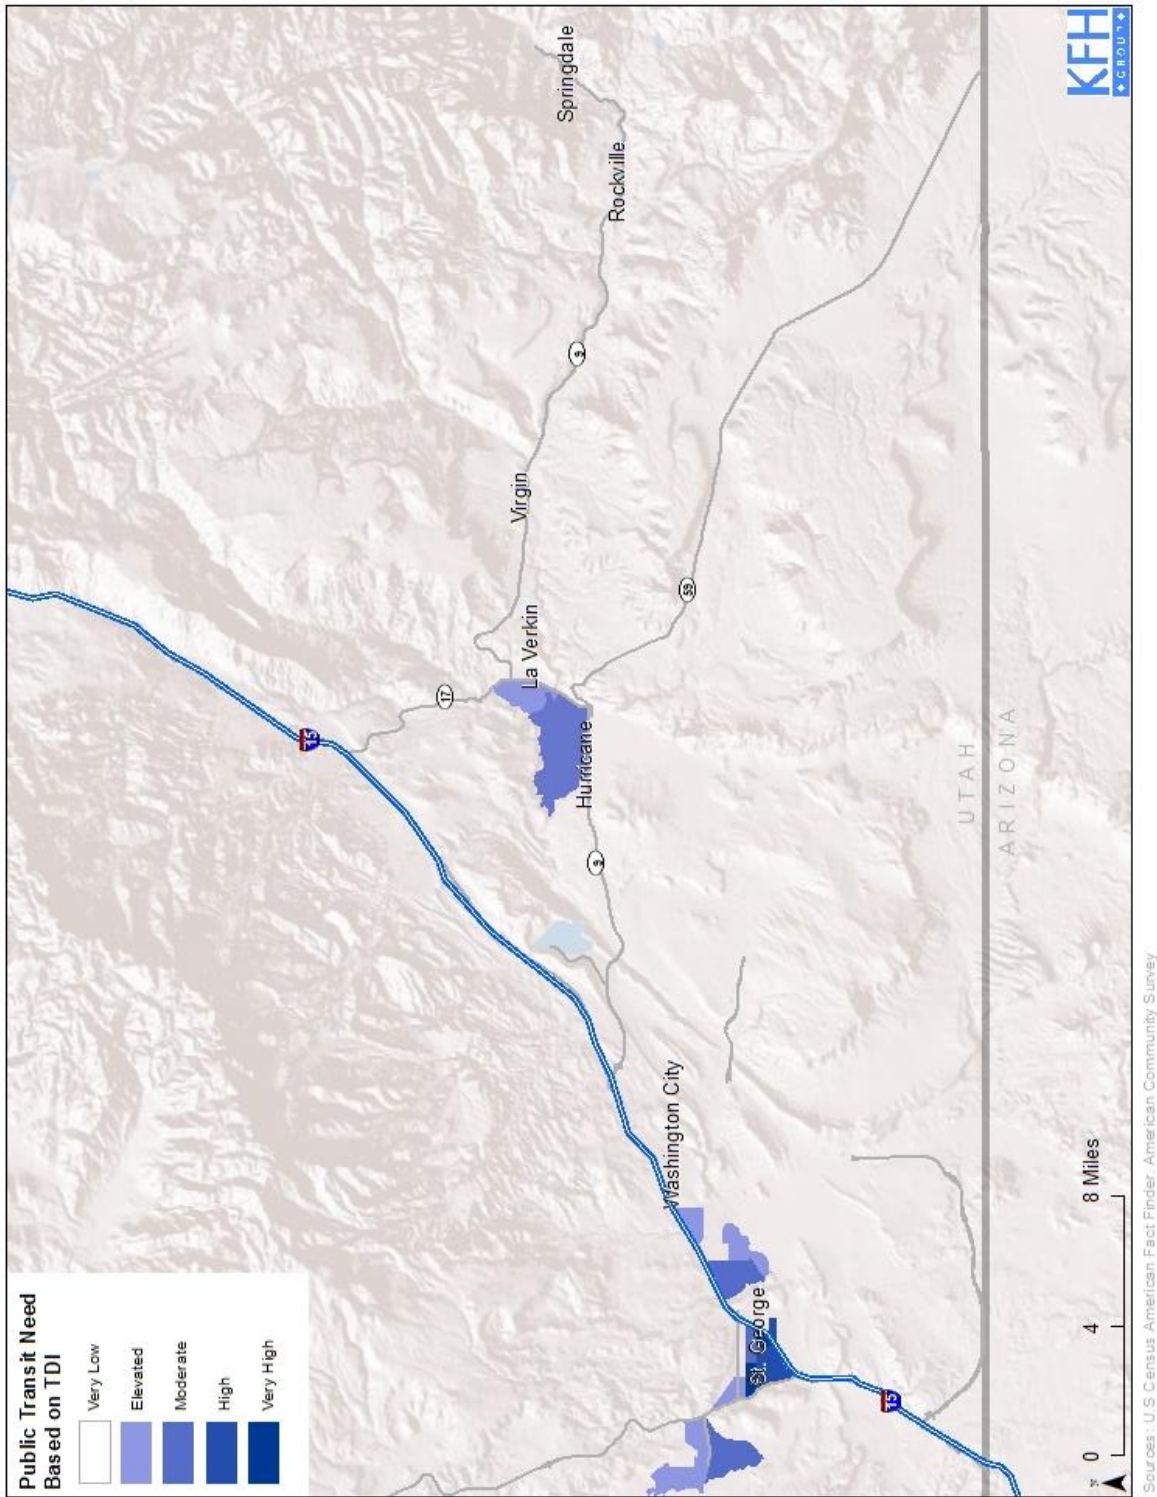 Public Transit Need
Based on TDI
Very Low
Elevated
Moderate
High
Very High
15
17
Springdale
Rockville
9
Virgin
La Verkin
59
Hurricane
9
Washington City
St. George
15
UTAH
ARIZONA
N
0 4 8 Miles
KFH
GROUP
Sources: U.S Census American Fact Finder, American Community Survey